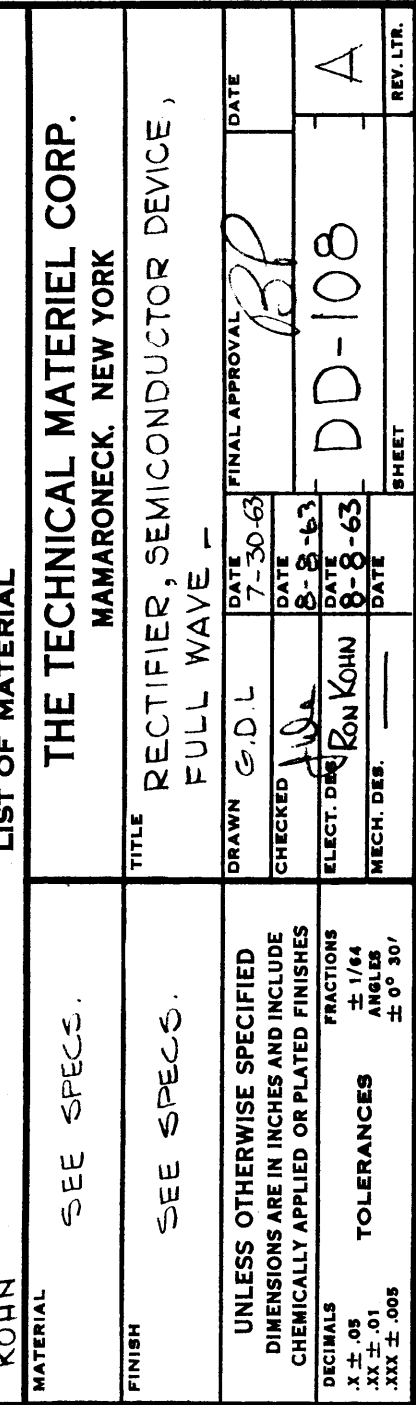 LIST OF MATERIAL
KOHN
MATERIAL
SEE SPECS.
FINISH
SEE SPECS.
UNLESS OTHERWISE SPECIFIED
DIMENSIONS ARE IN INCHES AND INCLUDE
CHEMICALLY APPLIED OR PLATED FINISHES
DECIMALS
.X ± .05
.XX ± .01
.XXX ± .005
TOLERANCES
FRACTIONS
± 1/64
ANGLES
± 0° 30′
THE TECHNICAL MATERIEL CORP.
MAMARONECK, NEW YORK
TITLE
RECTIFIER, SEMICONDUCTOR DEVICE,
FULL WAVE -
DRAWN G.D.L
DATE
7-30-63
CHECKED
DATE
8-8-63
ELECT. DES. RON KOHN
DATE
8-8-63
MECH. DES. —
DATE
FINAL APPROVAL
DATE
DD-108
A
SHEET
REV. LTR.